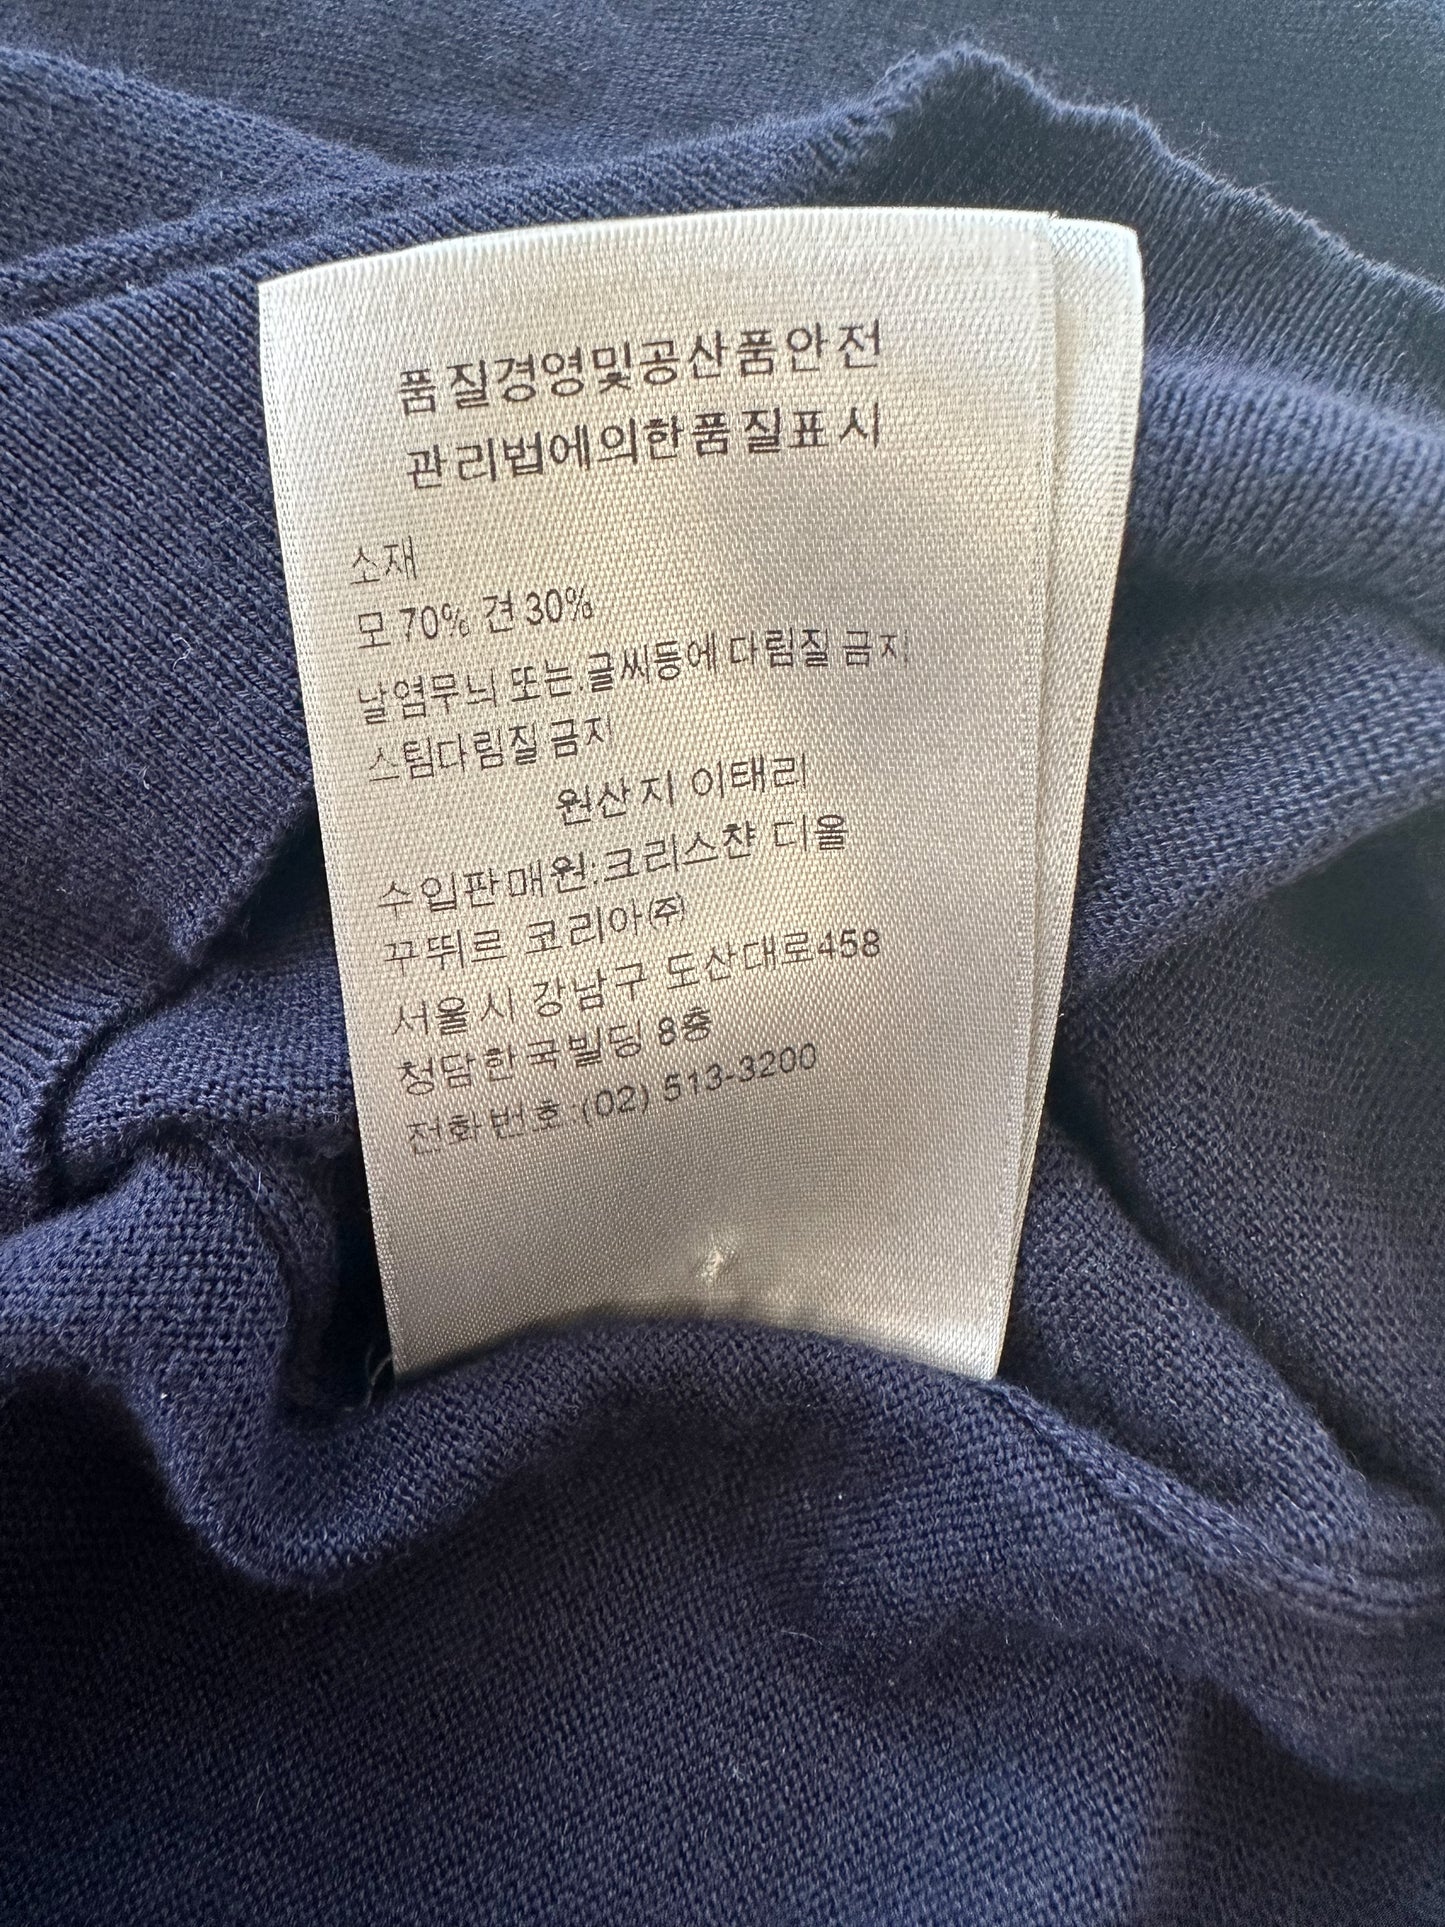 품질경영및공산품안전
관리법에의한품질표시
소재
모 70% 견 30%
날염무늬 또는.글씨등에 다림질 금지
스팀다림질 금지
원산지 이태리
수입판매원:크리스챤 디올
꾸뛰르 코리아(주)
서울시 강남구 도산대로458
청담한국빌딩 8층
전화번호:(02) 513-3200